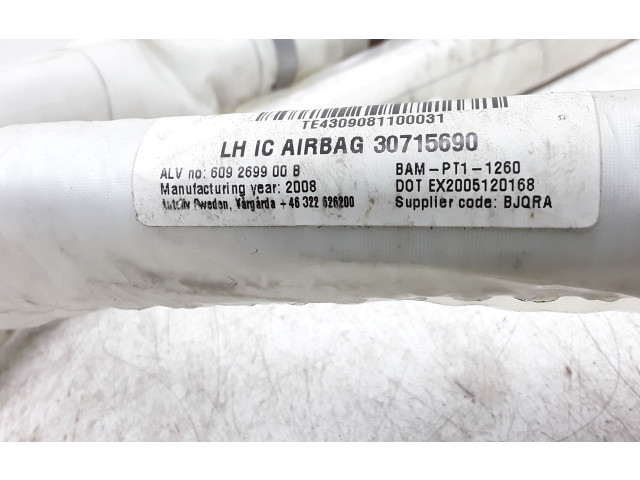 TE4309081100031
LH IC AIRBAG 30715690
ALV no: 609 2699 00 B BAM-PT1-1260
Manufacturing year: 2008 DOT EX2005120168
Autoliv Sweden, Vårgårda +46 322 626200 Supplier code: BJQRA